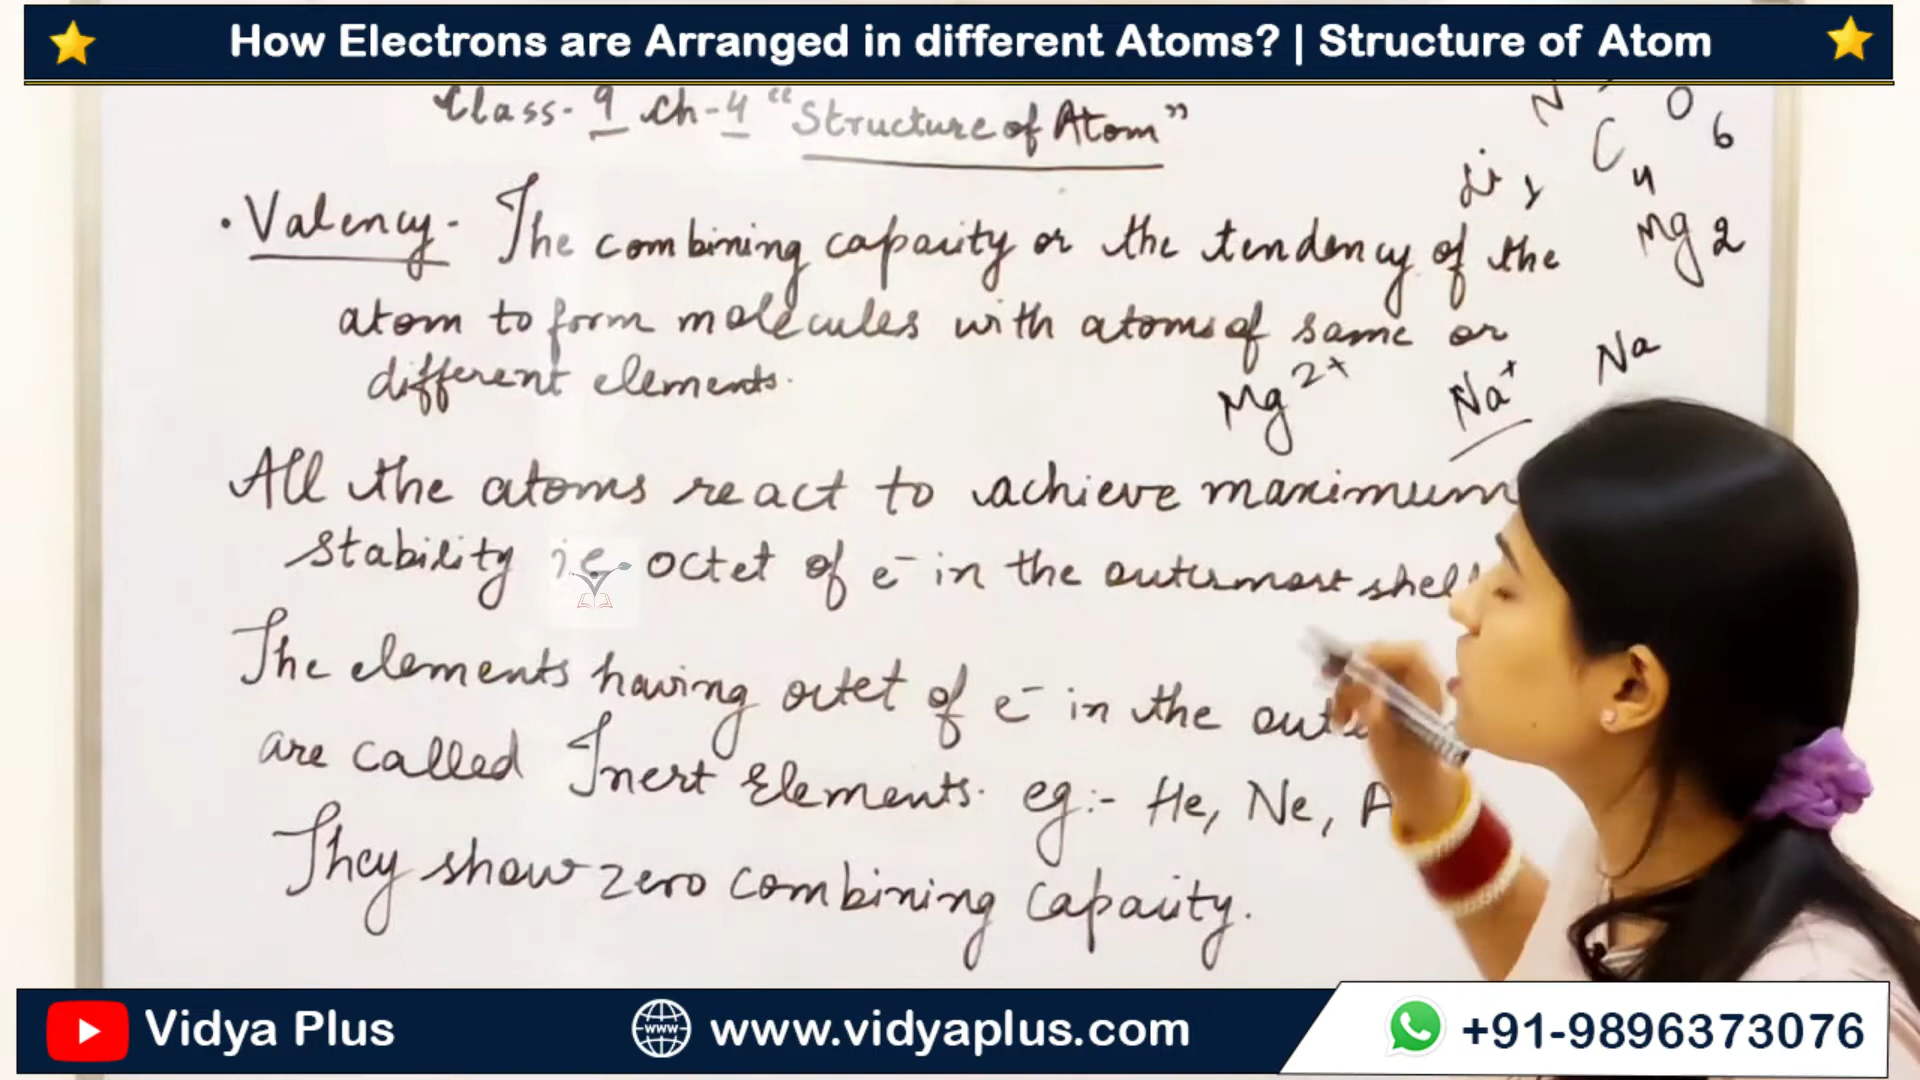 How Electrons are Arranged in different Atoms? | Structure of Atom
Class- 9 Ch-4 "Structure of Atom"
N
O
6
C
4
Li 1
Mg 2
• Valency - The combining capacity or the tendency of the
atom to form molecules with atoms of same or
different elements.
Mg2+
Na+
Na
All the atoms react to achieve maximum
stability ie octet of e- in the outermost shell
The elements having octet of e- in the
are called Inert Elements. eg:- He, Ne, A
They show zero combining capacity.
Vidya Plus
www
www.vidyaplus.com
+91-9896373076